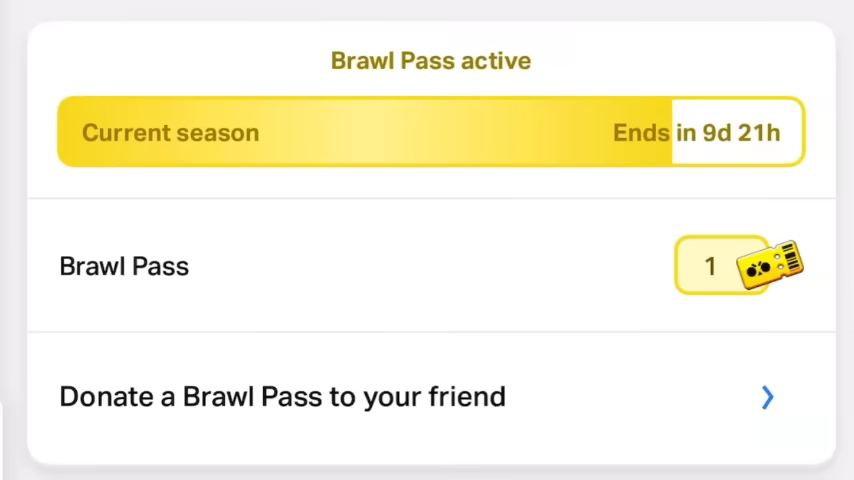 Brawl Pass active
Current season Ends in 9d 21h
Brawl Pass 1
Donate a Brawl Pass to your friend